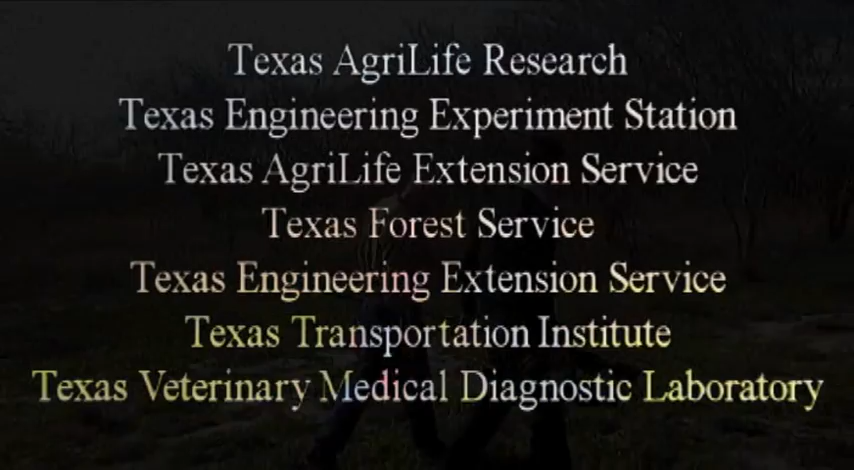 Texas AgriLife Research
Texas Engineering Experiment Station
Texas AgriLife Extension Service
Texas Forest Service
Texas Engineering Extension Service
Texas Transportation Institute
Texas Veterinary Medical Diagnostic Laboratory